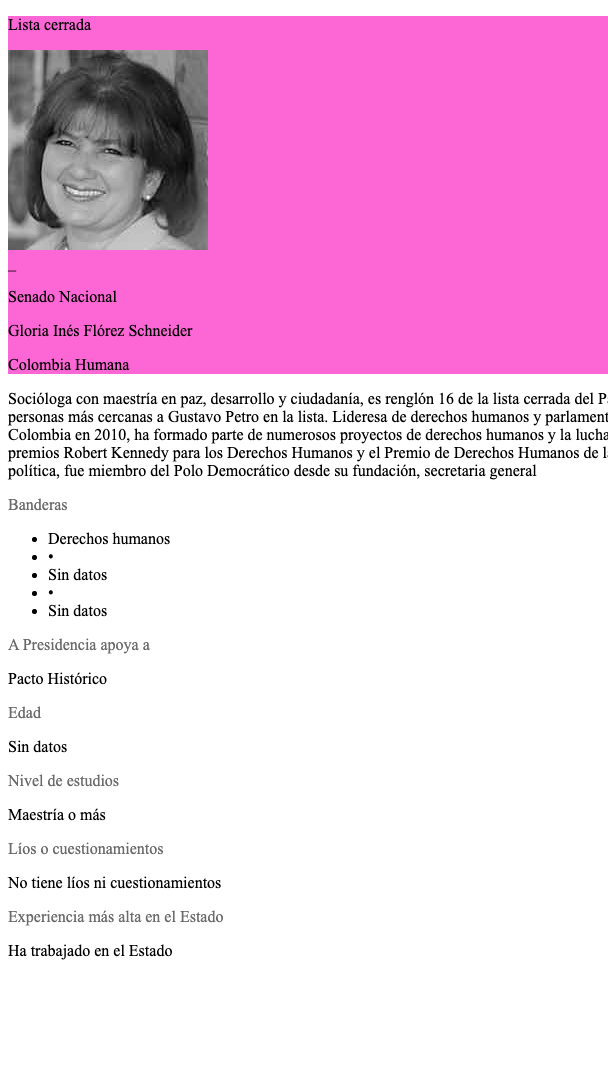 Lista cerrada
_
Senado Nacional
Gloria Inés Flórez Schneider
Colombia Humana
Socióloga con maestría en paz, desarrollo y ciudadanía, es renglón 16 de la lista cerrada del
personas más cercanas a Gustavo Petro en la lista. Lideresa de derechos humanos y
Colombia en 2010, ha formado parte de numerosos proyectos de derechos humanos y la lucha
premios Robert Kennedy para los Derechos Humanos y el Premio de Derechos Humanos de
política, fue miembro del Polo Democrático desde su fundación, secretaria general
Banderas
• Derechos humanos
• •
• Sin datos
• •
• Sin datos
A Presidencia apoya a
Pacto Histórico
Edad
Sin datos
Nivel de estudios
Maestría o más
Líos o cuestionamientos
No tiene líos ni cuestionamientos
Experiencia más alta en el Estado
Ha trabajado en el Estado